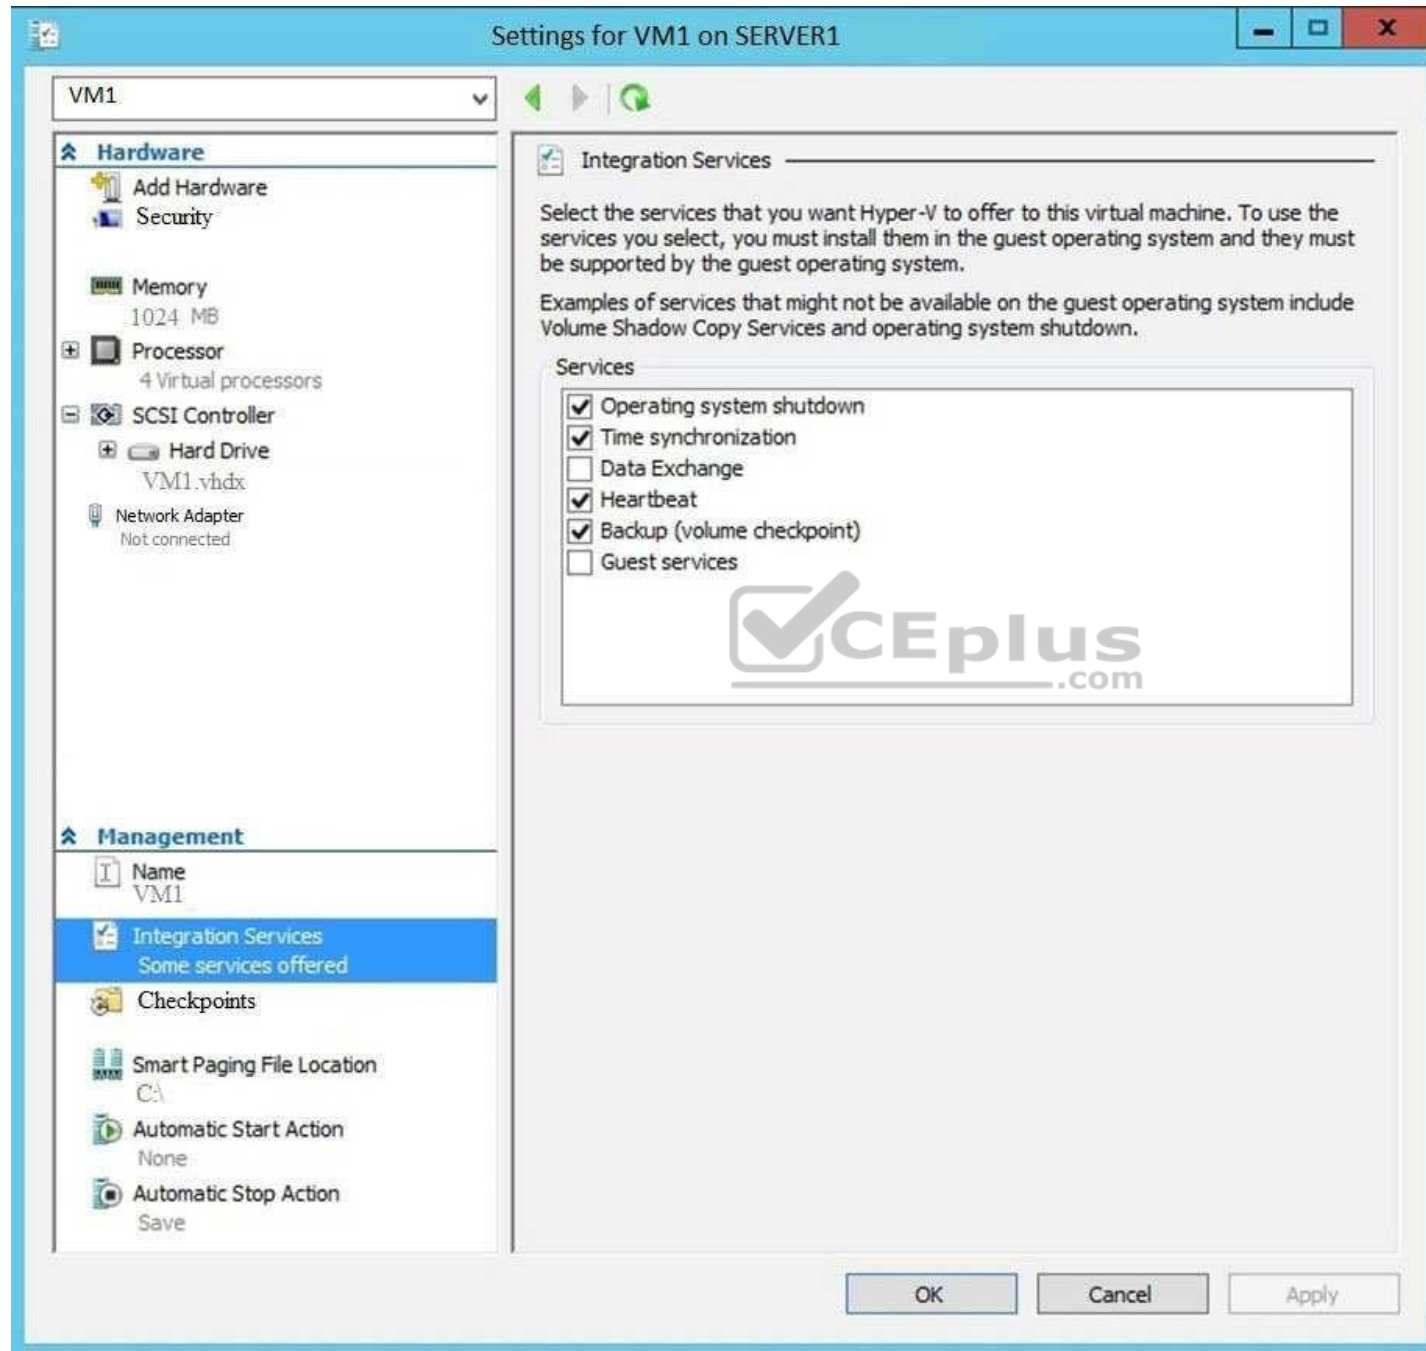 Settings for VM1 on SERVER1
VM1
Hardware
Add Hardware
Security
Memory
1024 MB
Processor
4 Virtual processors
SCSI Controller
Hard Drive
VM1.vhdx
Network Adapter
Not connected
Management
Name
VM1
Integration Services
Some services offered
Checkpoints
Smart Paging File Location
C:\
Automatic Start Action
None
Automatic Stop Action
Save
Integration Services
Select the services that you want Hyper-V to offer to this virtual machine. To use the
services you select, you must install them in the guest operating system and they must
be supported by the guest operating system.
Examples of services that might not be available on the guest operating system include
Volume Shadow Copy Services and operating system shutdown.
Services
Operating system shutdown
Time synchronization
Data Exchange
Heartbeat
Backup (volume checkpoint)
Guest services
CEplus
.com
OK
Cancel
Apply